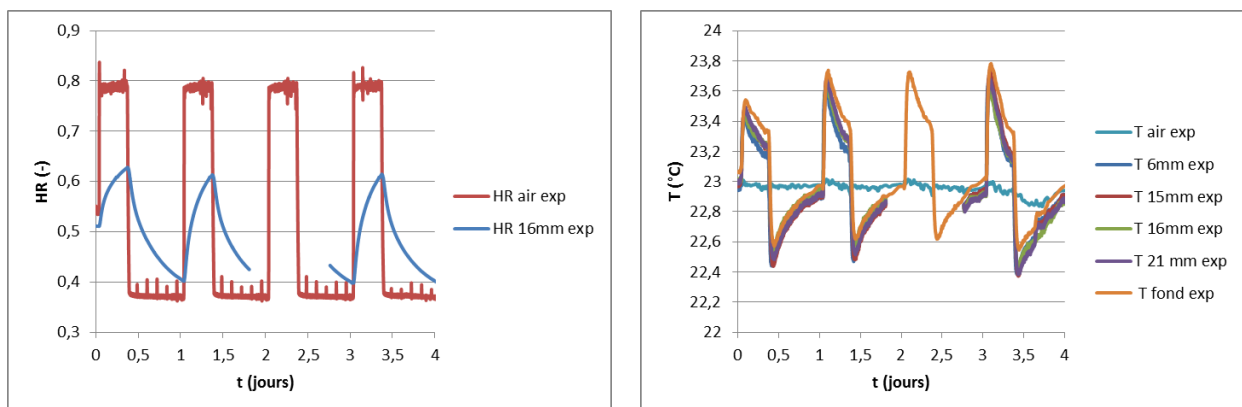 HR (-)
0,9
0,8
0,7
0,6
0,5
0,4
0,3
0 0,5 1 1,5 2 2,5 3 3,5 4
t (jours)
HR air exp
HR 16mm exp
T (°C)
24
23,8
23,6
23,4
23,2
23
22,8
22,6
22,4
22,2
22
0 0,5 1 1,5 2 2,5 3 3,5 4
t (jours)
T air exp
T 6mm exp
T 15mm exp
T 16mm exp
T 21 mm exp
T fond exp